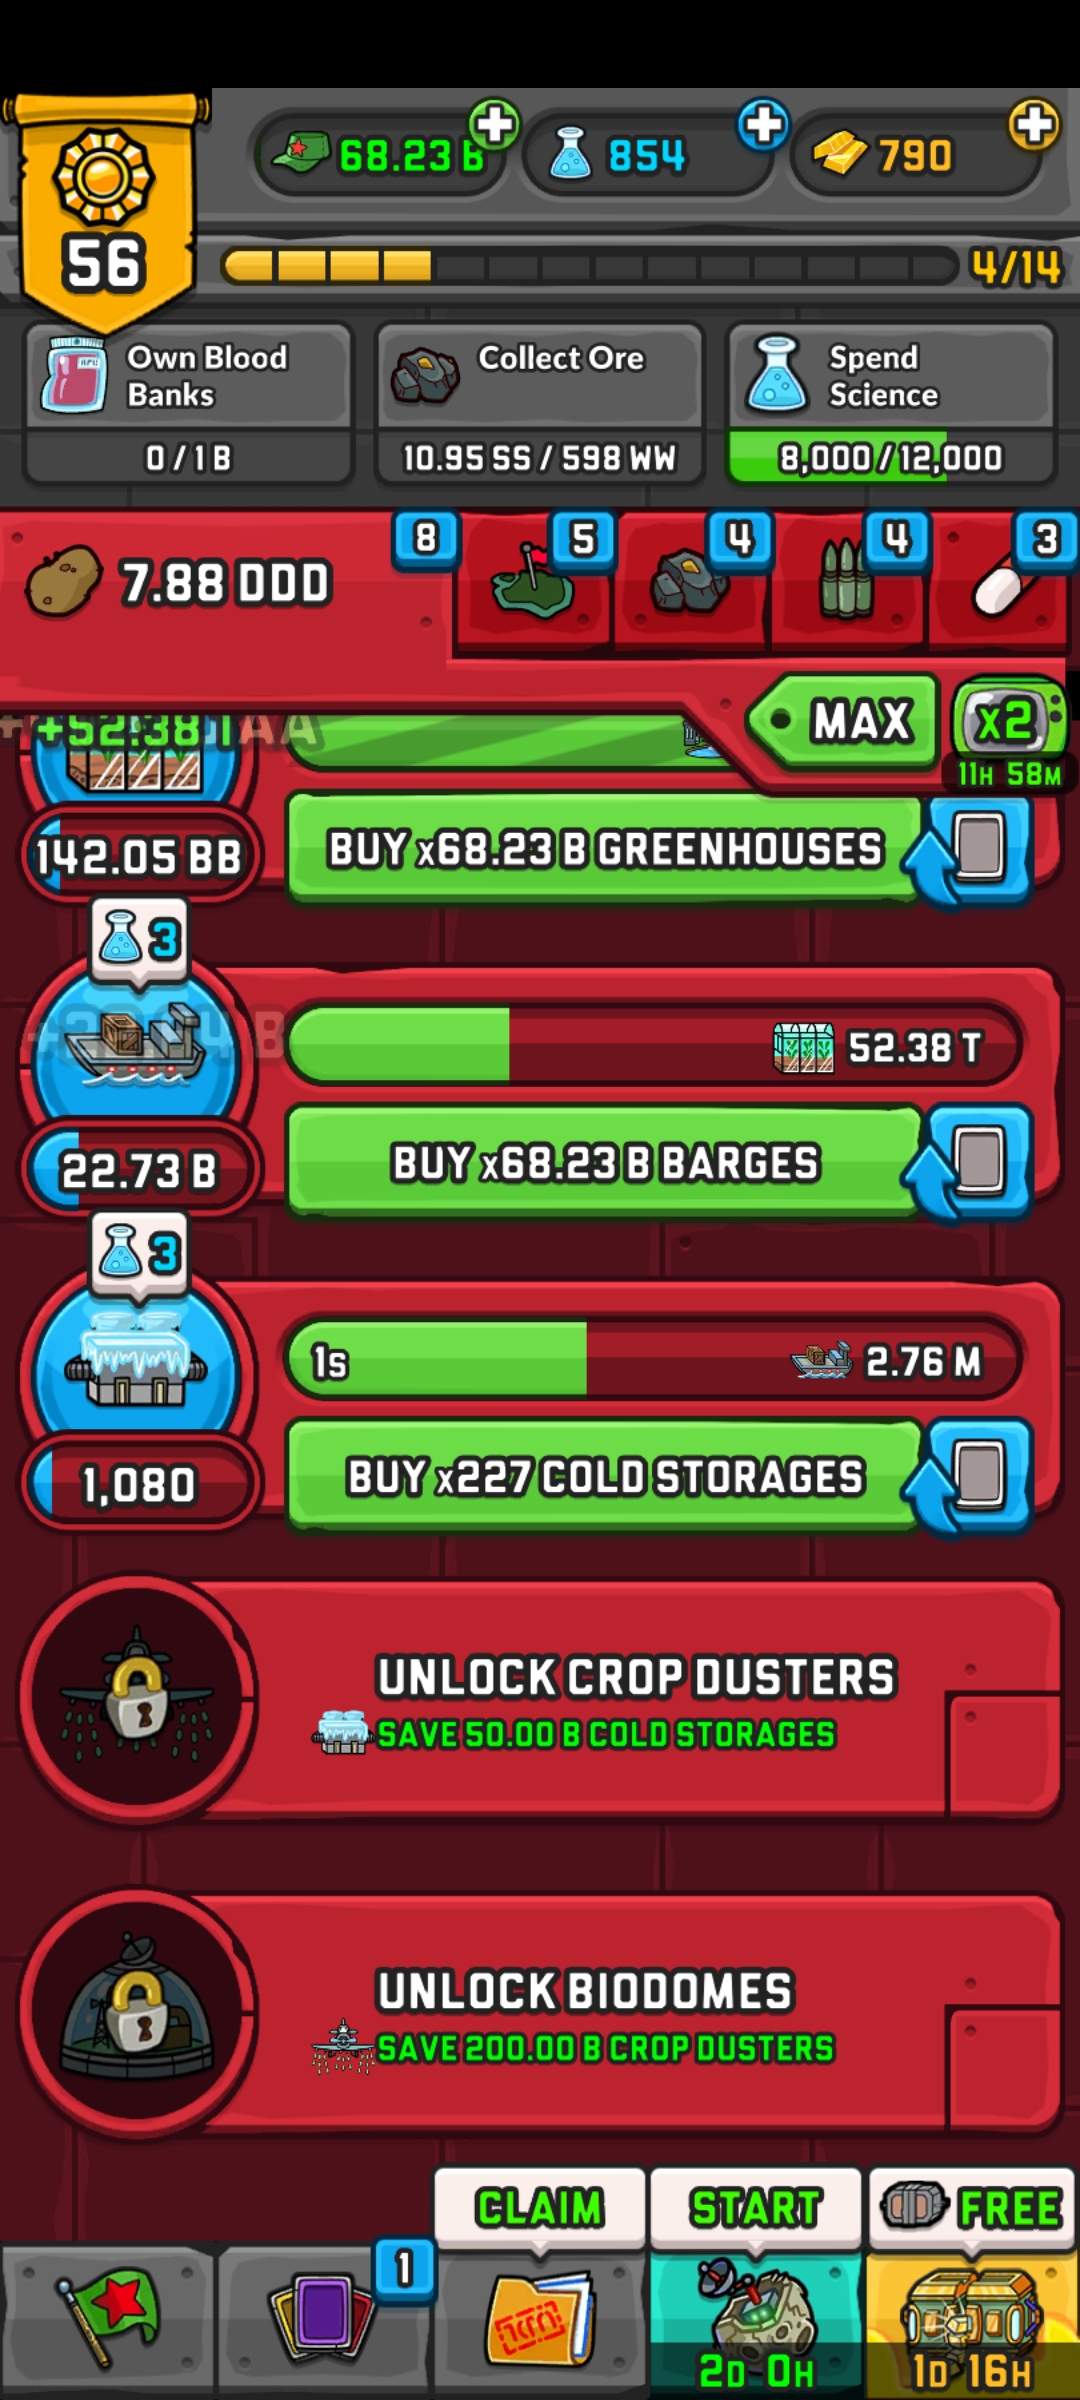 68.23 B
854
790
56
4/14
Own Blood
Banks
0 / 1 B
Collect Ore
10.95 SS / 598 WW
Spend
Science
8,000 / 12,000
7.88 DDD
8
5
4
4
3
MAX
x2
11H 58M
142.05 BB
BUY x68.23 B GREENHOUSES
3
52.38 T
22.73 B
BUY x68.23 B BARGES
3
1s
2.76 M
1,080
BUY x227 COLD STORAGES
UNLOCK CROP DUSTERS
SAVE 50.00 B COLD STORAGES
UNLOCK BIODOMES
SAVE 200.00 B CROP DUSTERS
CLAIM
START
FREE
1
2D 0H
1D 16H